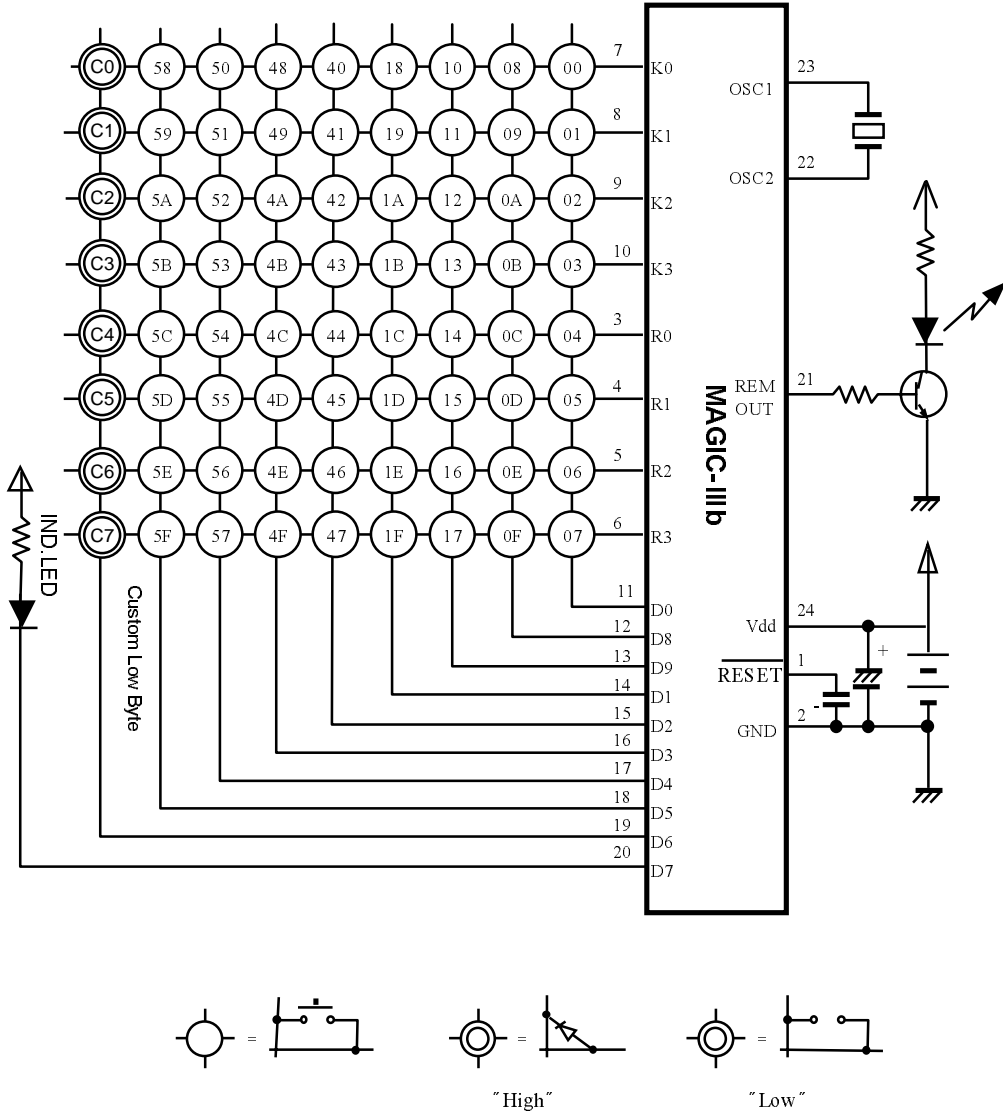 C0 58 50 48 40 18 10 08 00 7 K0
C1 59 51 49 41 19 11 09 01 8 K1
C2 5A 52 4A 42 1A 12 0A 02 9 K2
C3 5B 53 4B 43 1B 13 0B 03 10 K3
C4 5C 54 4C 44 1C 14 0C 04 3 R0
C5 5D 55 4D 45 1D 15 0D 05 4 R1
C6 5E 56 4E 46 1E 16 0E 06 5 R2
C7 5F 57 4F 47 1F 17 0F 07 6 R3
11 D0
12 D8
13 D9
14 D1
15 D2
16 D3
17 D4
18 D5
19 D6
20 D7
IND.LED
Custom Low Byte
MAGIC-IIIb
OSC1 23
OSC2 22
REM 21
OUT
Vdd 24
+
RESET 1
-
GND 2
=
=
=
"High"
"Low"